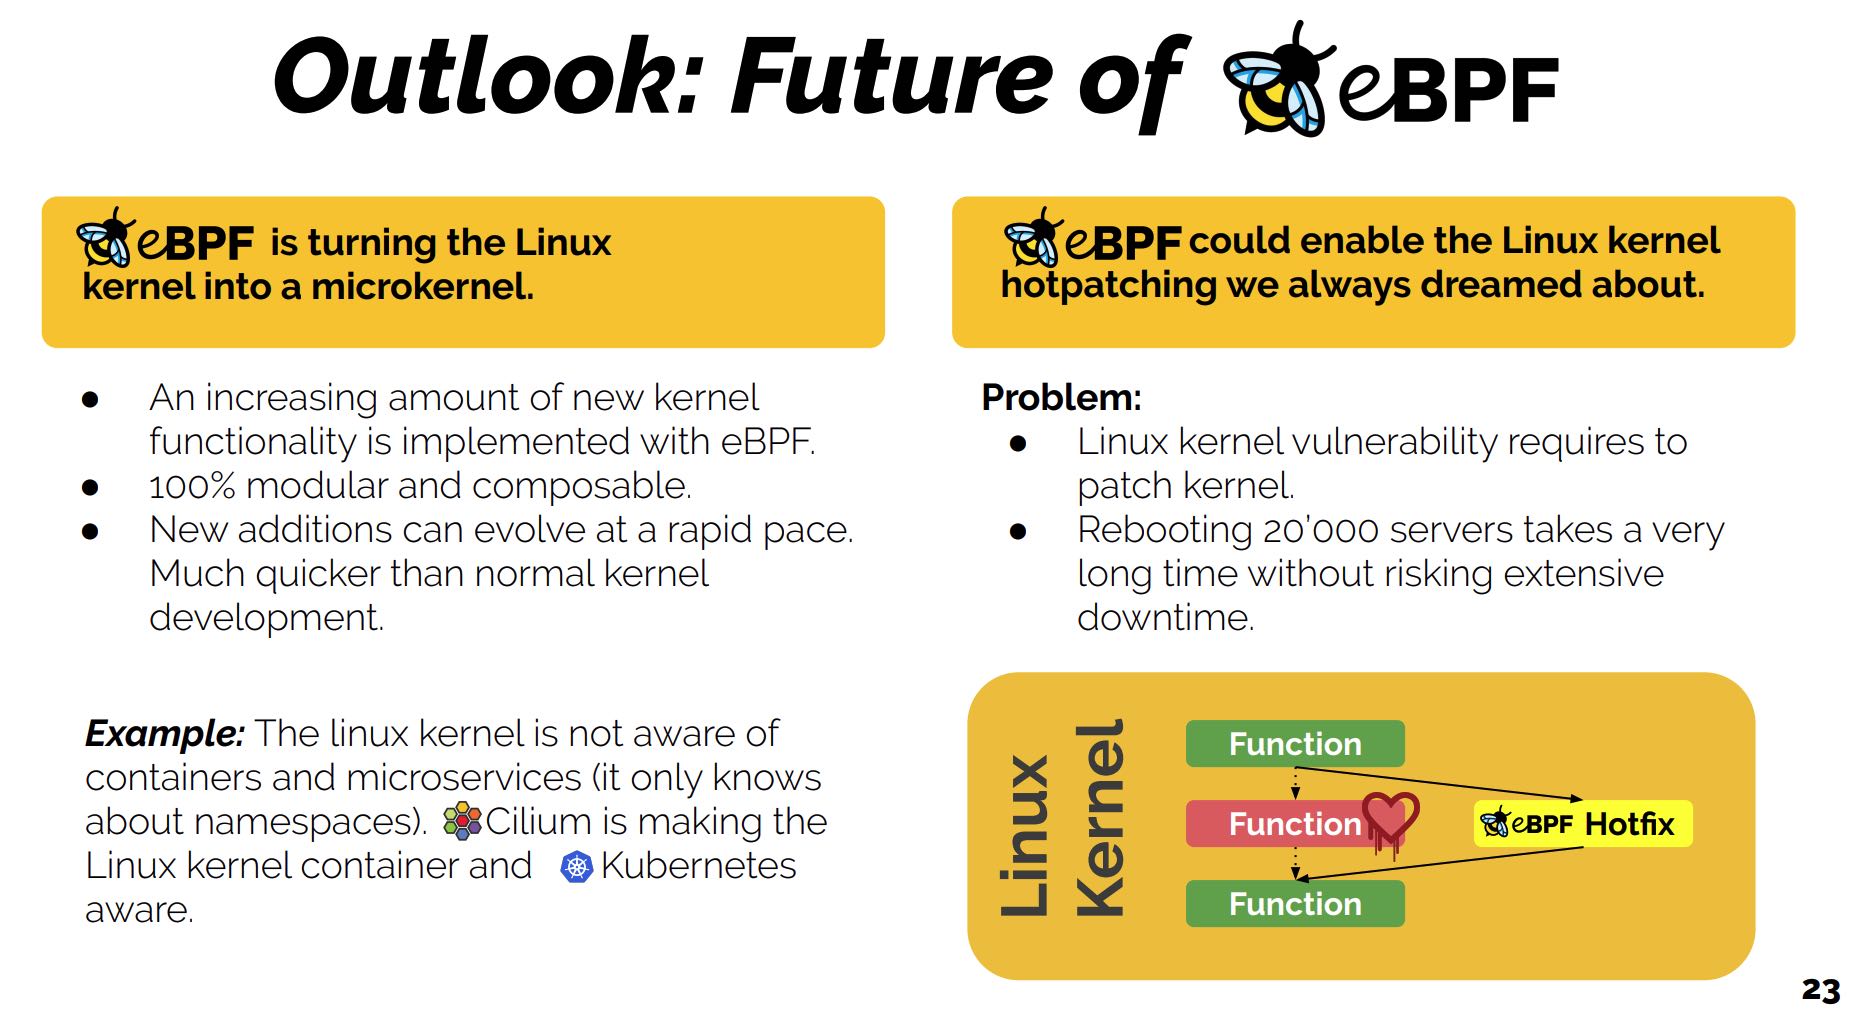 Outlook: Future of eBPF
eBPF is turning the Linux
kernel into a microkernel.
● An increasing amount of new kernel
functionality is implemented with eBPF.
● 100% modular and composable.
● New additions can evolve at a rapid pace.
Much quicker than normal kernel
development.
Example: The linux kernel is not aware of
containers and microservices (it only knows
about namespaces). Cilium is making the
Linux kernel container and Kubernetes
aware.
eBPF could enable the Linux kernel
hotpatching we always dreamed about.
Problem:
● Linux kernel vulnerability requires to
patch kernel.
● Rebooting 20’000 servers takes a very
long time without risking extensive
downtime.
Linux
Kernel
Function
Function
eBPF Hotfix
Function
23